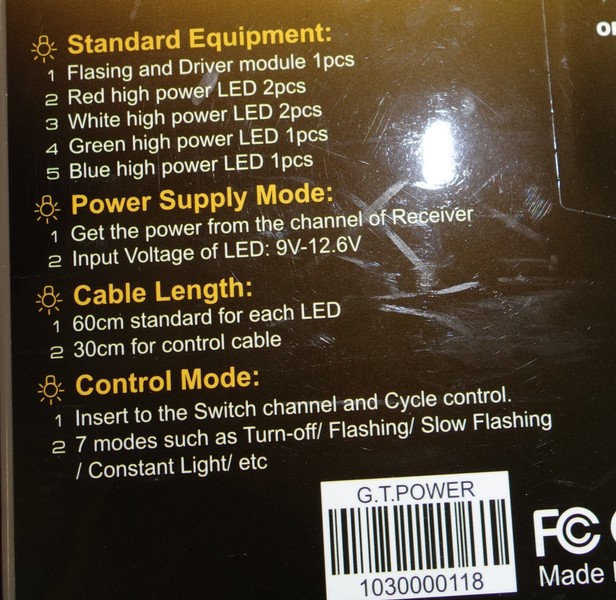 Standard Equipment:
1 Flasing and Driver module 1pcs
2 Red high power LED 2pcs
3 White high power LED 2pcs
4 Green high power LED 1pcs
5 Blue high power LED 1pcs
Power Supply Mode:
1 Get the power from the channel of Receiver
2 Input Voltage of LED: 9V-12.6V
Cable Length:
1 60cm standard for each LED
2 30cm for control cable
Control Mode:
1 Insert to the Switch channel and Cycle control.
2 7 modes such as Turn-off/ Flashing/ Slow Flashing
/ Constant Light/ etc
G.T.POWER
1030000118
FC
Made